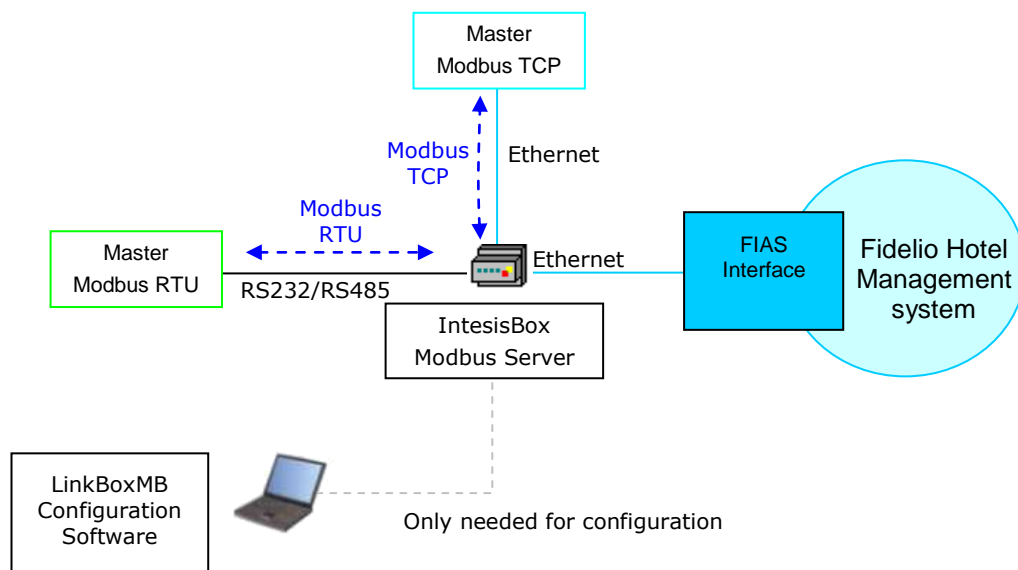 Master
Modbus TCP
Modbus
TCP
Ethernet
Modbus
RTU
Master
Modbus RTU
RS232/RS485
Ethernet
FIAS
Interface
Fidelio Hotel
Management
system
IntesisBox
Modbus Server
LinkBoxMB
Configuration
Software
Only needed for configuration